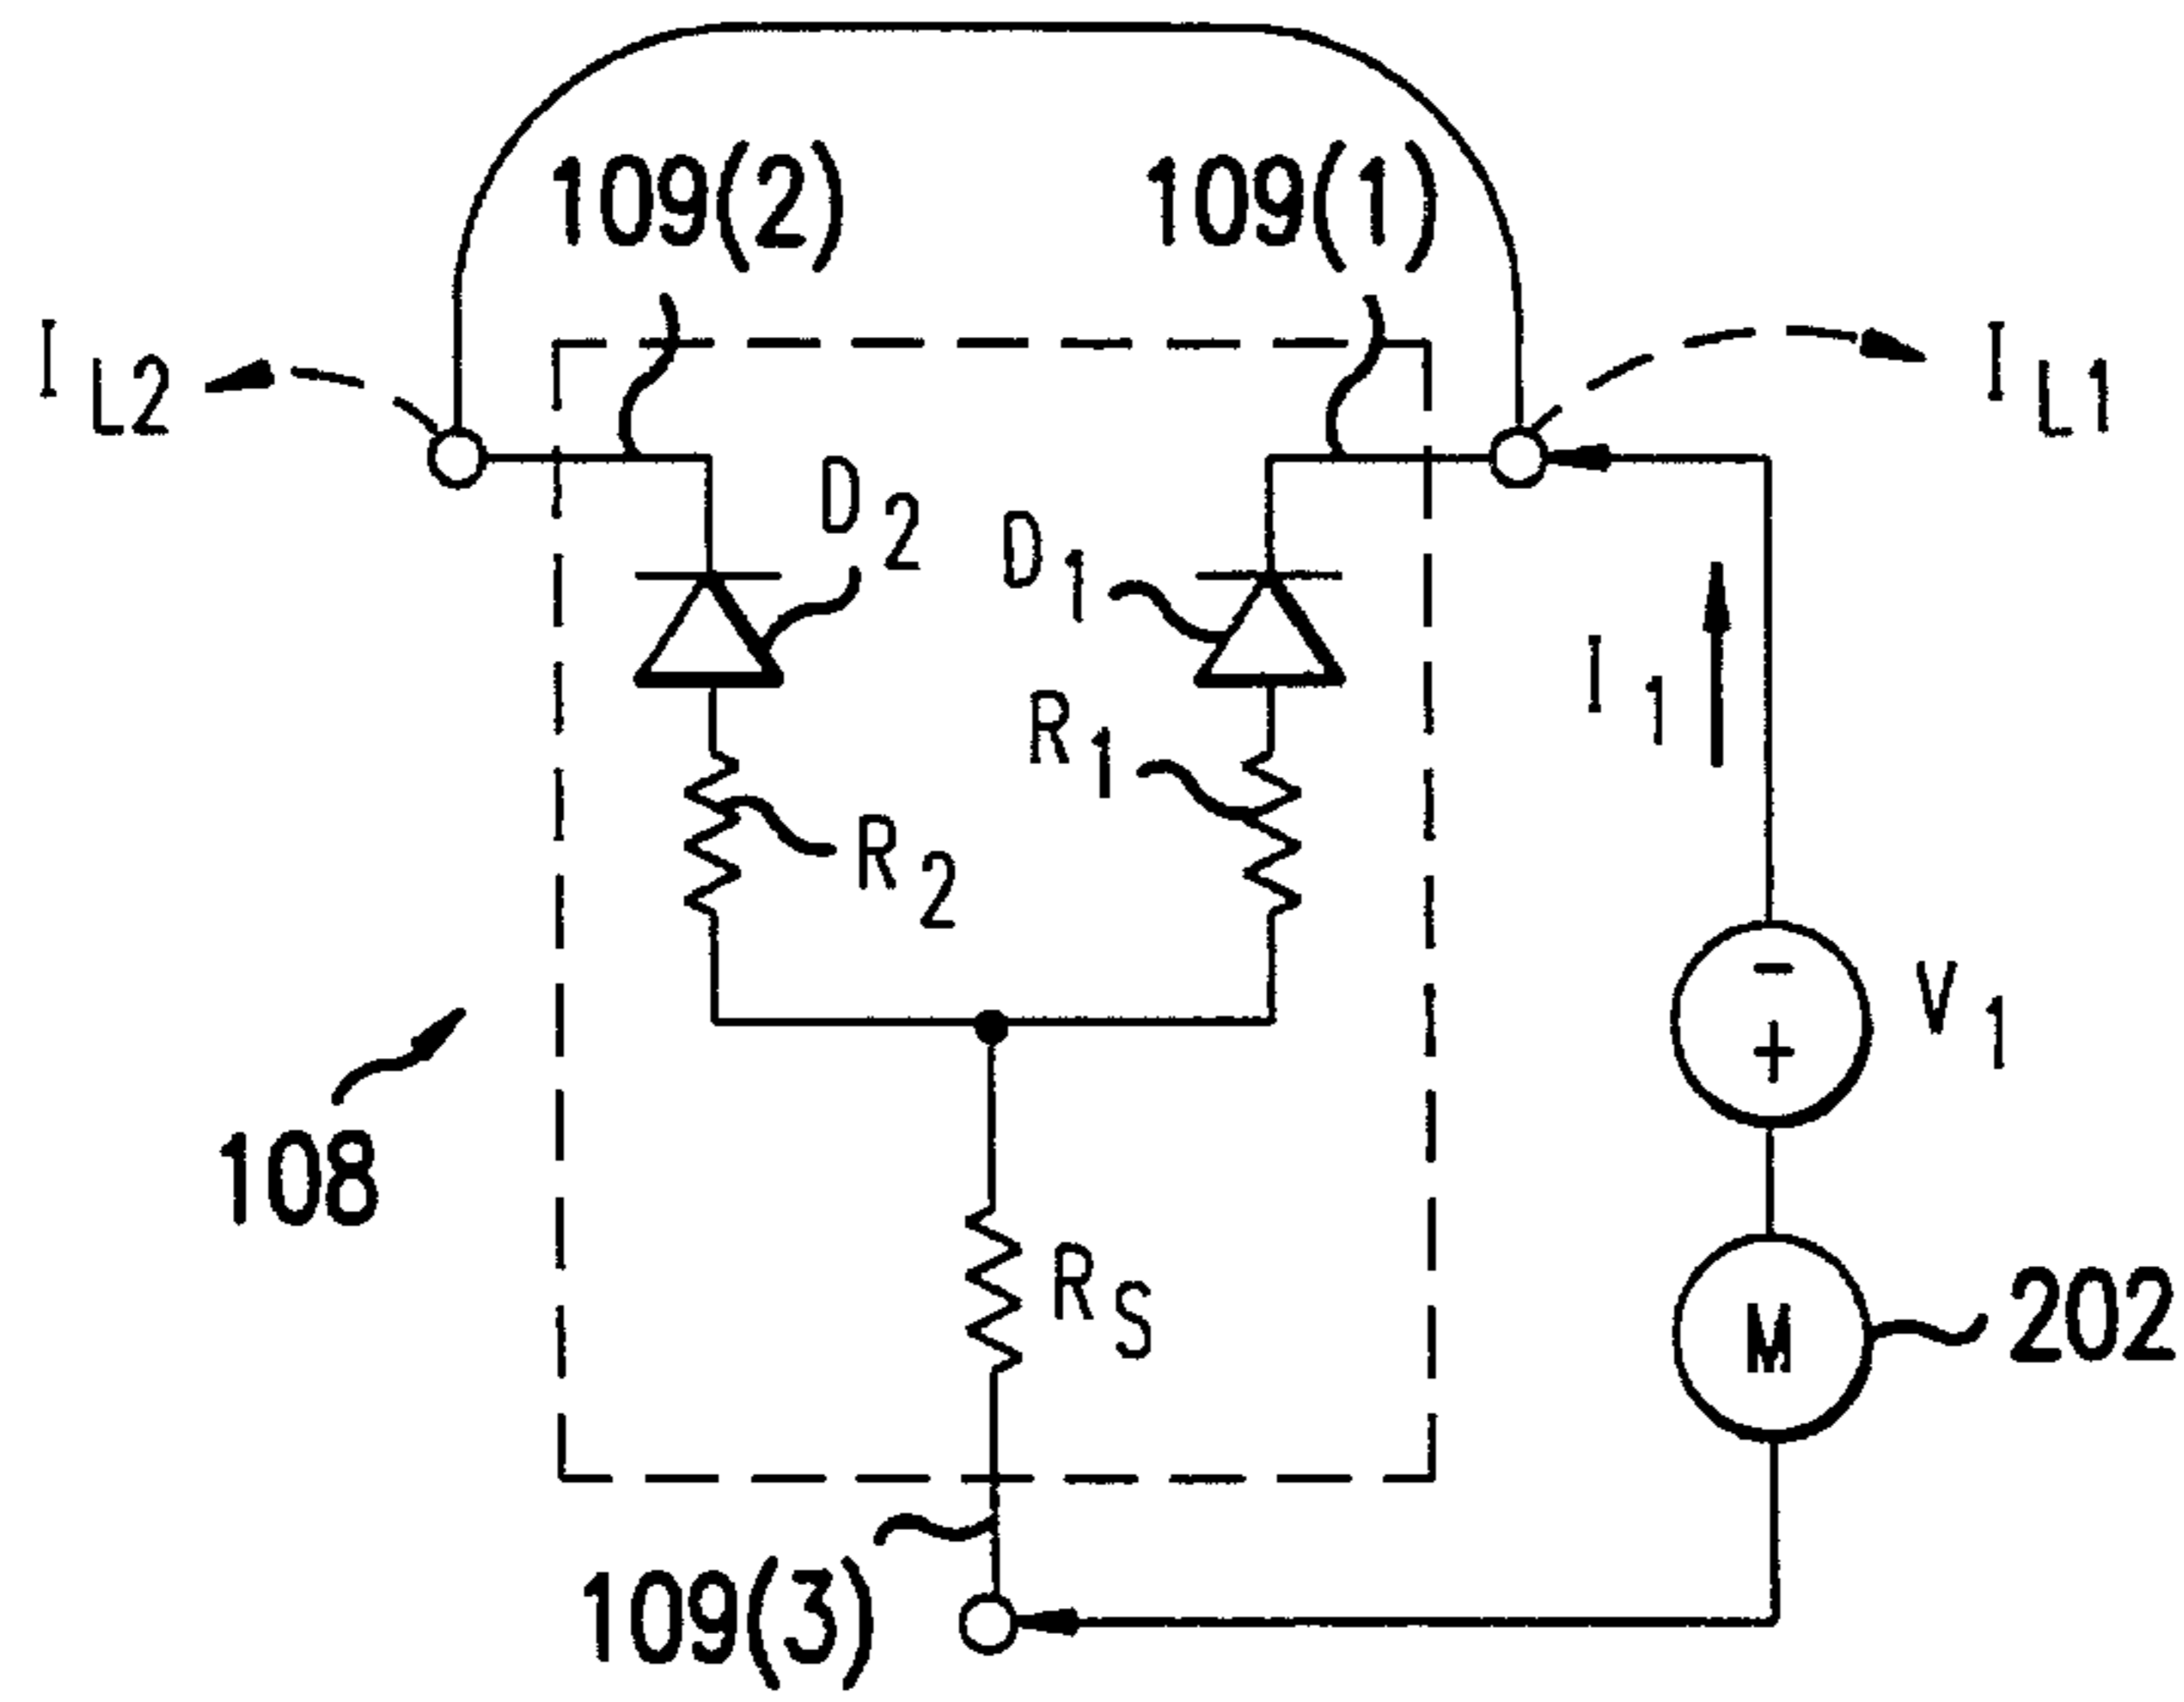 109(2)
109(1)
I L2
I L1
D 2
D 1
I 1
R 1
R 2
-
V 1
+
108
R S
M
202
109(3)